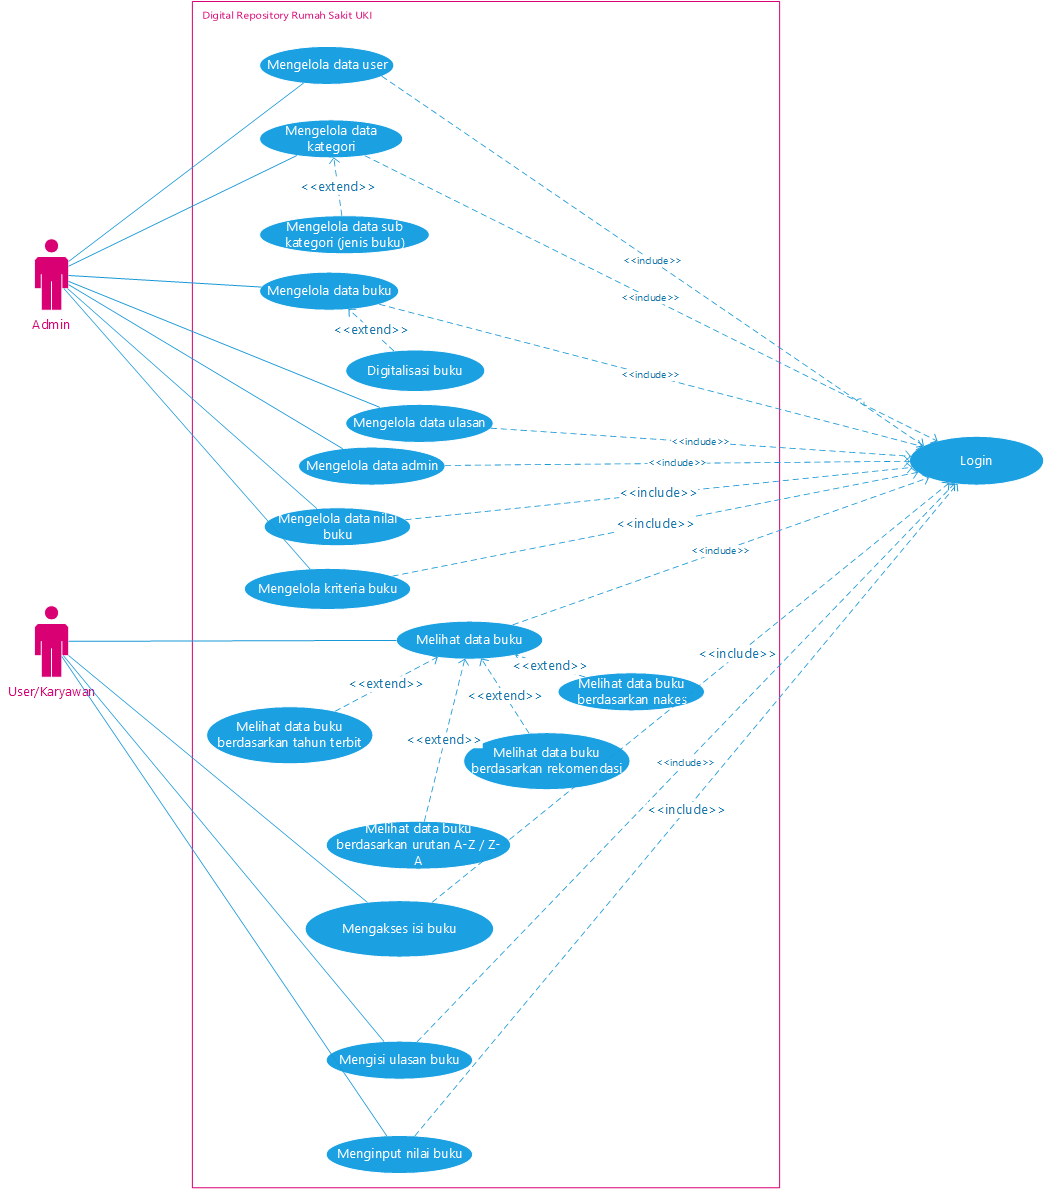 Digital Repository Rumah Sakit UKI
Mengelola data user
Mengelola data
kategori
<<extend>>
Mengelola data sub
kategori (jenis buku)
Admin
<<include>>
<<include>>
Mengelola data buku
<<extend>>
Digitalisasi buku
<<include>>
Mengelola data ulasan
<<include>>
Mengelola data admin
<<include>>
Login
Mengelola data nilai
buku
<<include>>
<<include>>
Mengelola kriteria buku
<<include>>
User/Karyawan
Melihat data buku
<<include>>
<<extend>>
<<extend>>
Melihat data buku
berdasarkan nakes
<<extend>>
Melihat data buku
berdasarkan tahun terbit
<<extend>>
Melihat data buku
berdasarkan rekomendasi
<<include>>
<<include>>
Melihat data buku
berdasarkan urutan A-Z / Z-
A
Mengakses isi buku
Mengisi ulasan buku
Menginput nilai buku